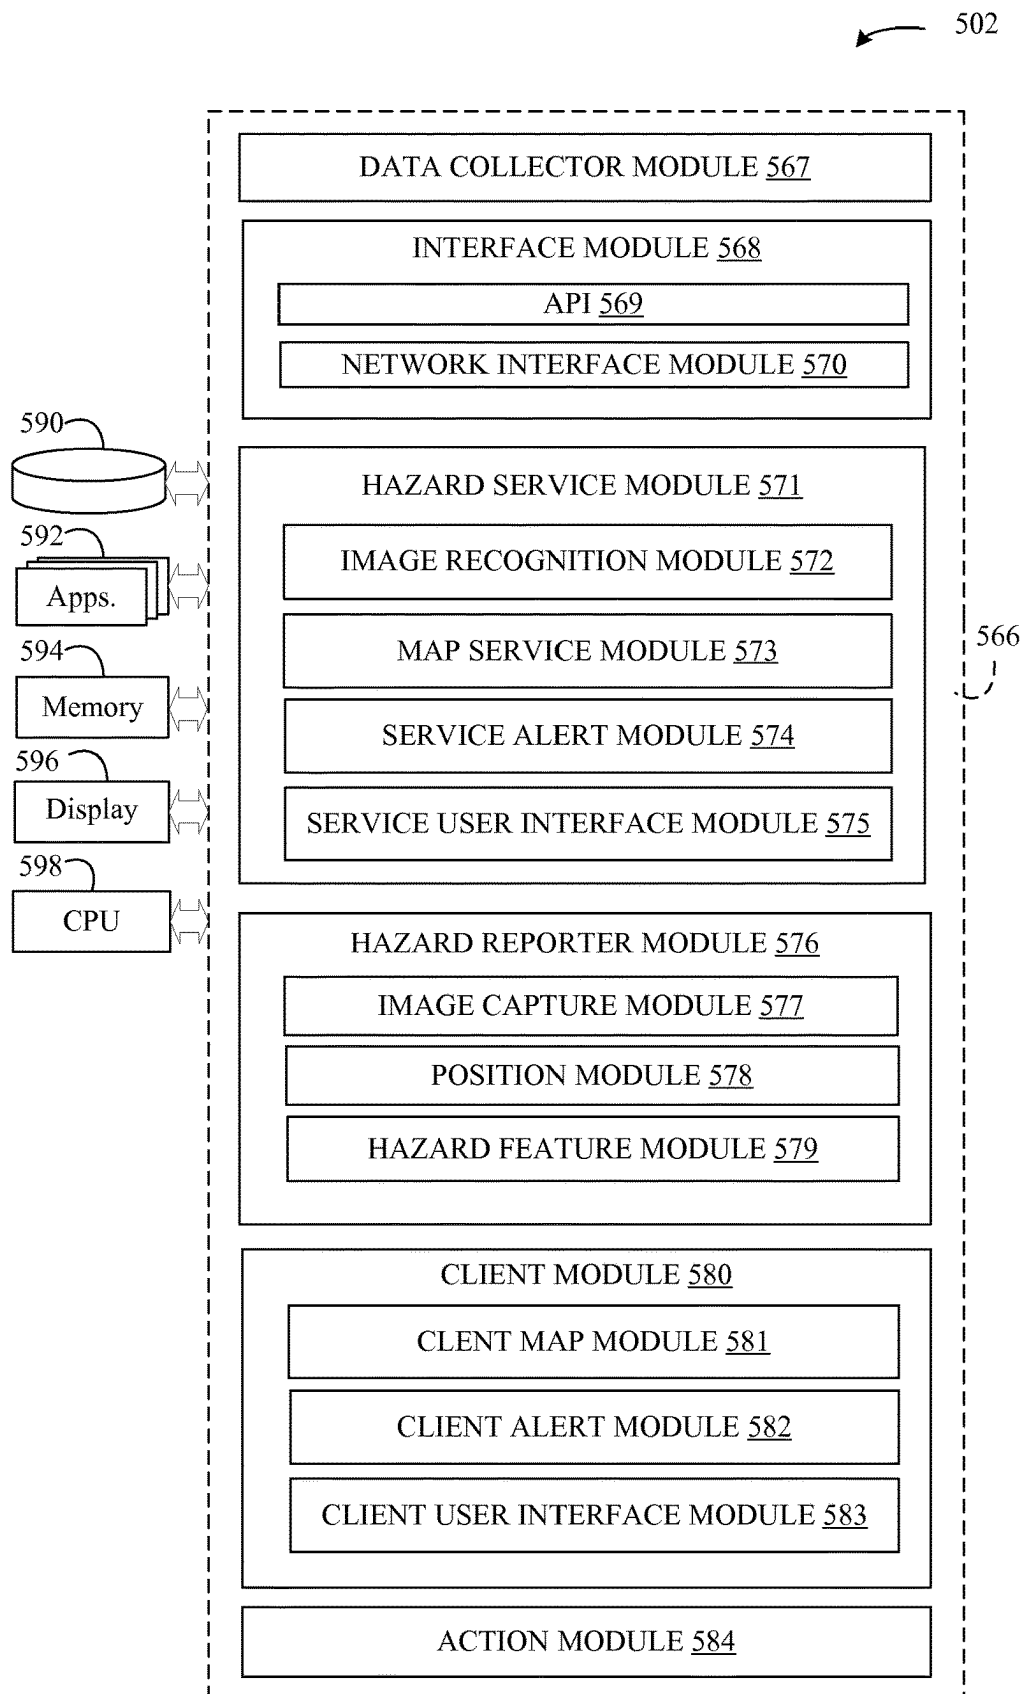 502
DATA COLLECTOR MODULE 567
INTERFACE MODULE 568
API 569
NETWORK INTERFACE MODULE 570
590
HAZARD SERVICE MODULE 571
592
IMAGE RECOGNITION MODULE 572
Apps.
594
MAP SERVICE MODULE 573
566
Memory
SERVICE ALERT MODULE 574
596
Display
SERVICE USER INTERFACE MODULE 575
598
CPU
HAZARD REPORTER MODULE 576
IMAGE CAPTURE MODULE 577
POSITION MODULE 578
HAZARD FEATURE MODULE 579
CLIENT MODULE 580
CLENT MAP MODULE 581
CLIENT ALERT MODULE 582
CLIENT USER INTERFACE MODULE 583
ACTION MODULE 584